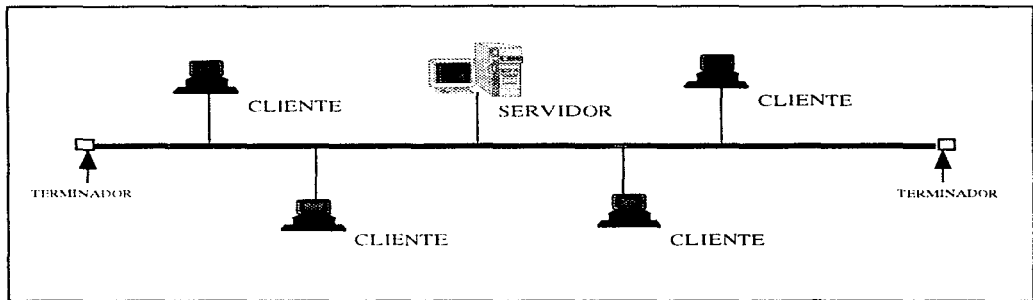 CLIENTE
SERVIDOR
CLIENTE
TERMINADOR
TERMINADOR
CLIENTE
CLIENTE